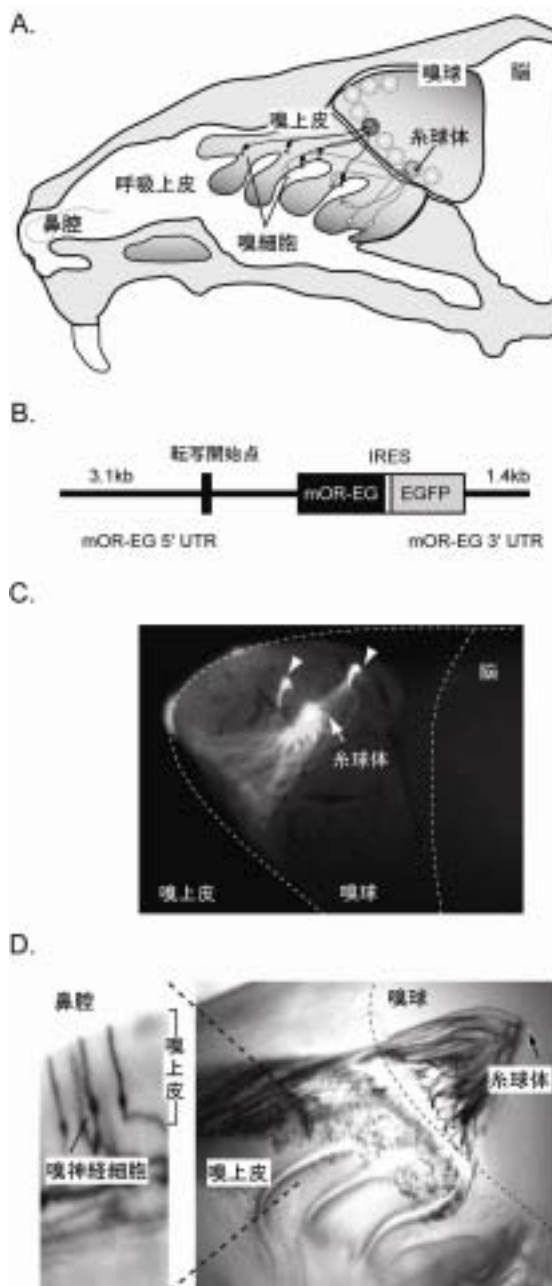 A.
嗅球
脳
嗅上皮
糸球体
呼吸上皮
嗅細胞
鼻腔
B.
転写開始点
IRES
3.1kb
mOR-EG
EGFP
1.4kb
mOR-EG 5' UTR
mOR-EG 3' UTR
C.
脳
糸球体
嗅上皮
嗅球
D.
鼻腔
嗅上皮
嗅神経細胞
嗅球
糸球体
嗅上皮